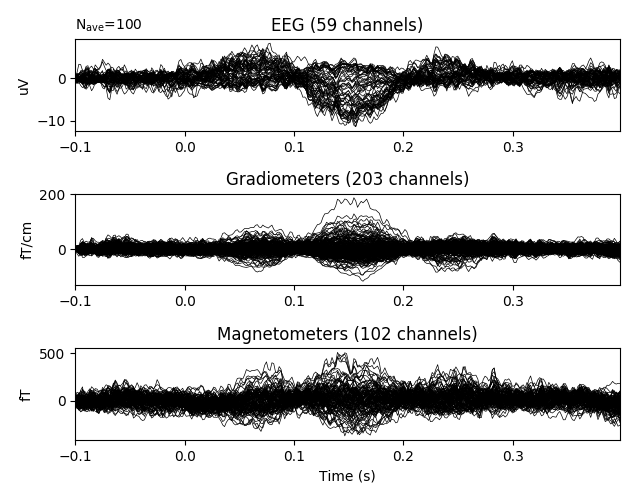 N_ave=100
EEG (59 channels)
uV
0
−10
−0.1 0.0 0.1 0.2 0.3
Gradiometers (203 channels)
fT/cm
200
0
−0.1 0.0 0.1 0.2 0.3
Magnetometers (102 channels)
fT
500
0
−0.1 0.0 0.1 0.2 0.3
Time (s)